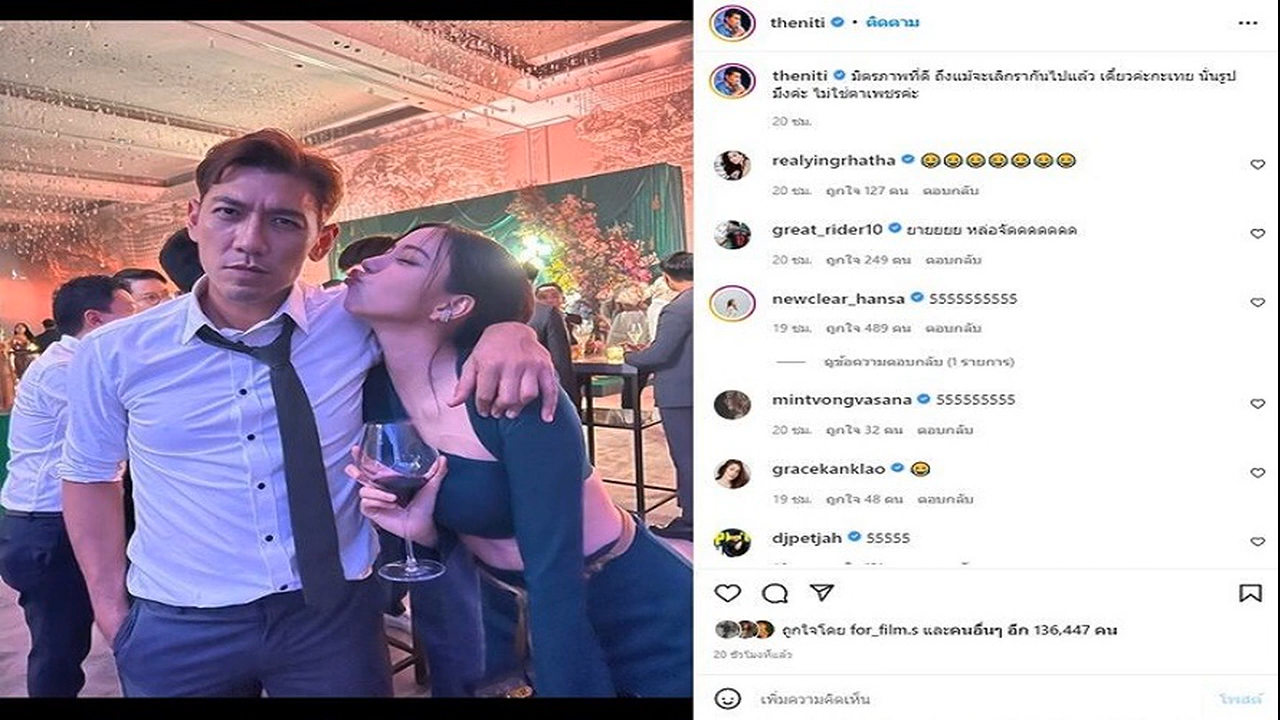 theniti • ติดตาม
theniti มิตรภาพที่ดี ถึงแม้จะเลิกรากันไปแล้ว เดี๋ยวค่ะกะเทย นั่นรูป
มึงค่ะ ไม่ใช่ตาเพชรค่ะ
20 ชม.
realyingrhatha 😂😂😂😂😂😂😂
20 ชม. ถูกใจ 127 คน ตอบกลับ
great_rider10 ยายยยย หล่อจัดดดดดดด
20 ชม. ถูกใจ 249 คน ตอบกลับ
newclear_hansa 5555555555
19 ชม. ถูกใจ 489 คน ตอบกลับ
ดูข้อความตอบกลับ (1 รายการ)
mintvongvasana 555555555
20 ชม. ถูกใจ 32 คน ตอบกลับ
gracekanklao 😂
19 ชม. ถูกใจ 48 คน ตอบกลับ
djpetjah 55555
ถูกใจโดย for_film.s และคนอื่นๆ อีก 136,447 คน
20 ชั่วโมงที่แล้ว
เพิ่มความคิดเห็น
โพสต์